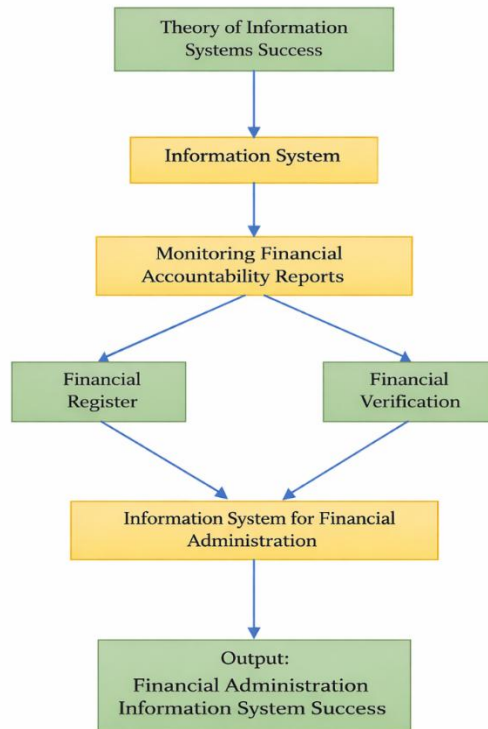 Theory of Information
Systems Success
Information System
Monitoring Financial
Accountability Reports
Financial
Register
Financial
Verification
Information System for Financial
Administration
Output:
Financial Administration
Information System Success